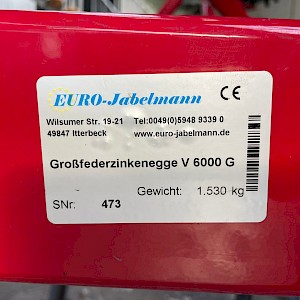 EURO-Jabelmann
Wilsumer Str. 19-21 Tel:0049(0)5948 9339 0
49847 Itterbeck www.euro-jabelmann.de
Großfederzinkenegge V 6000 G
Gewicht: 1.530 kg
SNr: 473